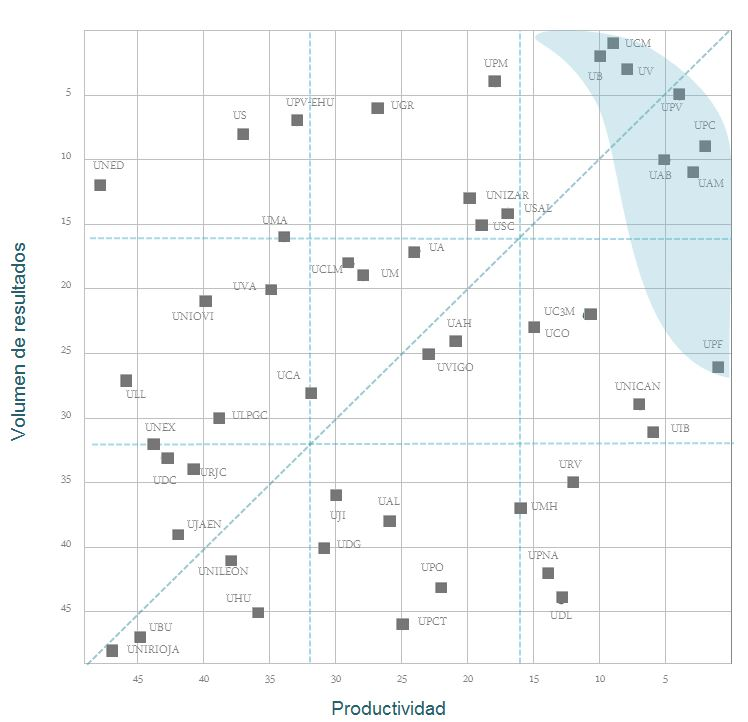 UCM
UB
UV
UPM
5
UPV
UPV-EHU
UGR
US
UPC
10
UNED
UAB
UAM
UNIZAR
USAL
15
UMA
USC
UA
UCLM
UM
20
UVA
UNIOVI
UC3M
UCO
UAH
25
UVIGO
UPF
ULL
UCA
UNICAN
30
ULPGC
UNEX
UIB
UDC
URJC
URV
35
UJI
UAL
UMH
UJAEN
40
UDG
UNILEON
UPNA
UPO
UHU
45
UPCT
UDL
UBU
UNIRIOJA
45 40 35 30 25 20 15 10 5
Volumen de resultados
Productividad